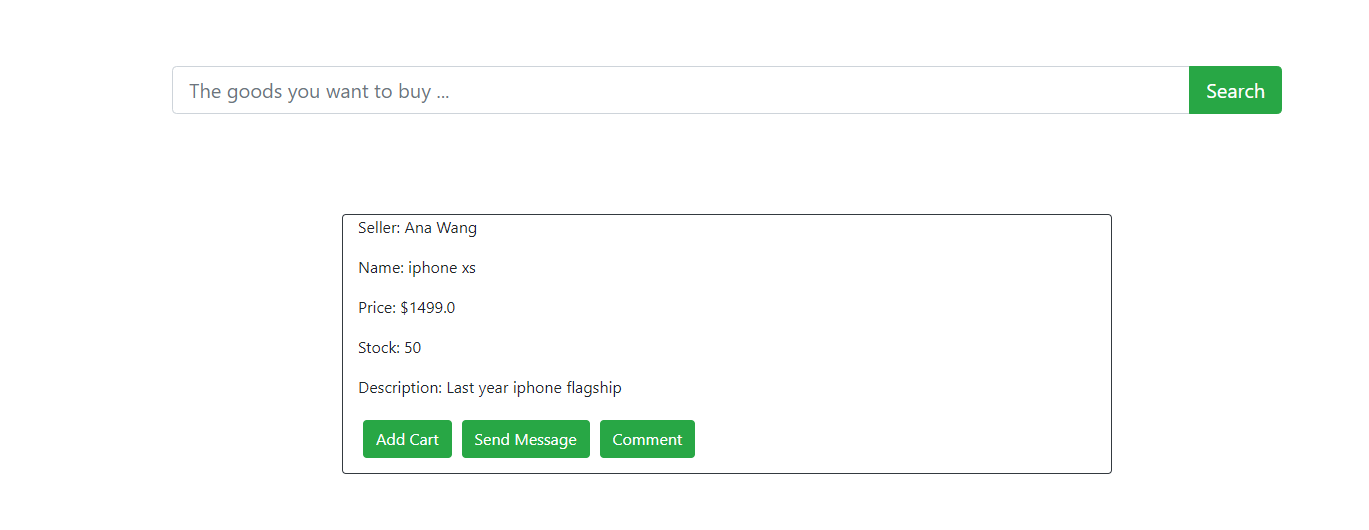 The goods you want to buy ...
Search
Seller: Ana Wang
Name: iphone xs
Price: $1499.0
Stock: 50
Description: Last year iphone flagship
Add Cart
Send Message
Comment